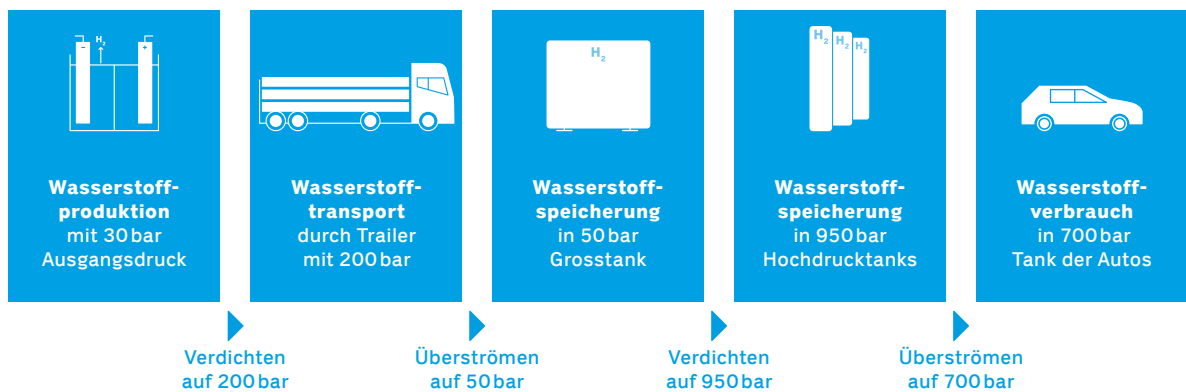 − H₂ +
Wasserstoff-
produktion
mit 30 bar
Ausgangsdruck
Wasserstoff-
transport
durch Trailer
mit 200 bar
H₂
Wasserstoff-
speicherung
in 50 bar
Grosstank
H₂ H₂ H₂
Wasserstoff-
speicherung
in 950 bar
Hochdrucktanks
Wasserstoff-
verbrauch
in 700 bar
Tank der Autos
Verdichten
auf 200 bar
Überströmen
auf 50 bar
Verdichten
auf 950 bar
Überströmen
auf 700 bar